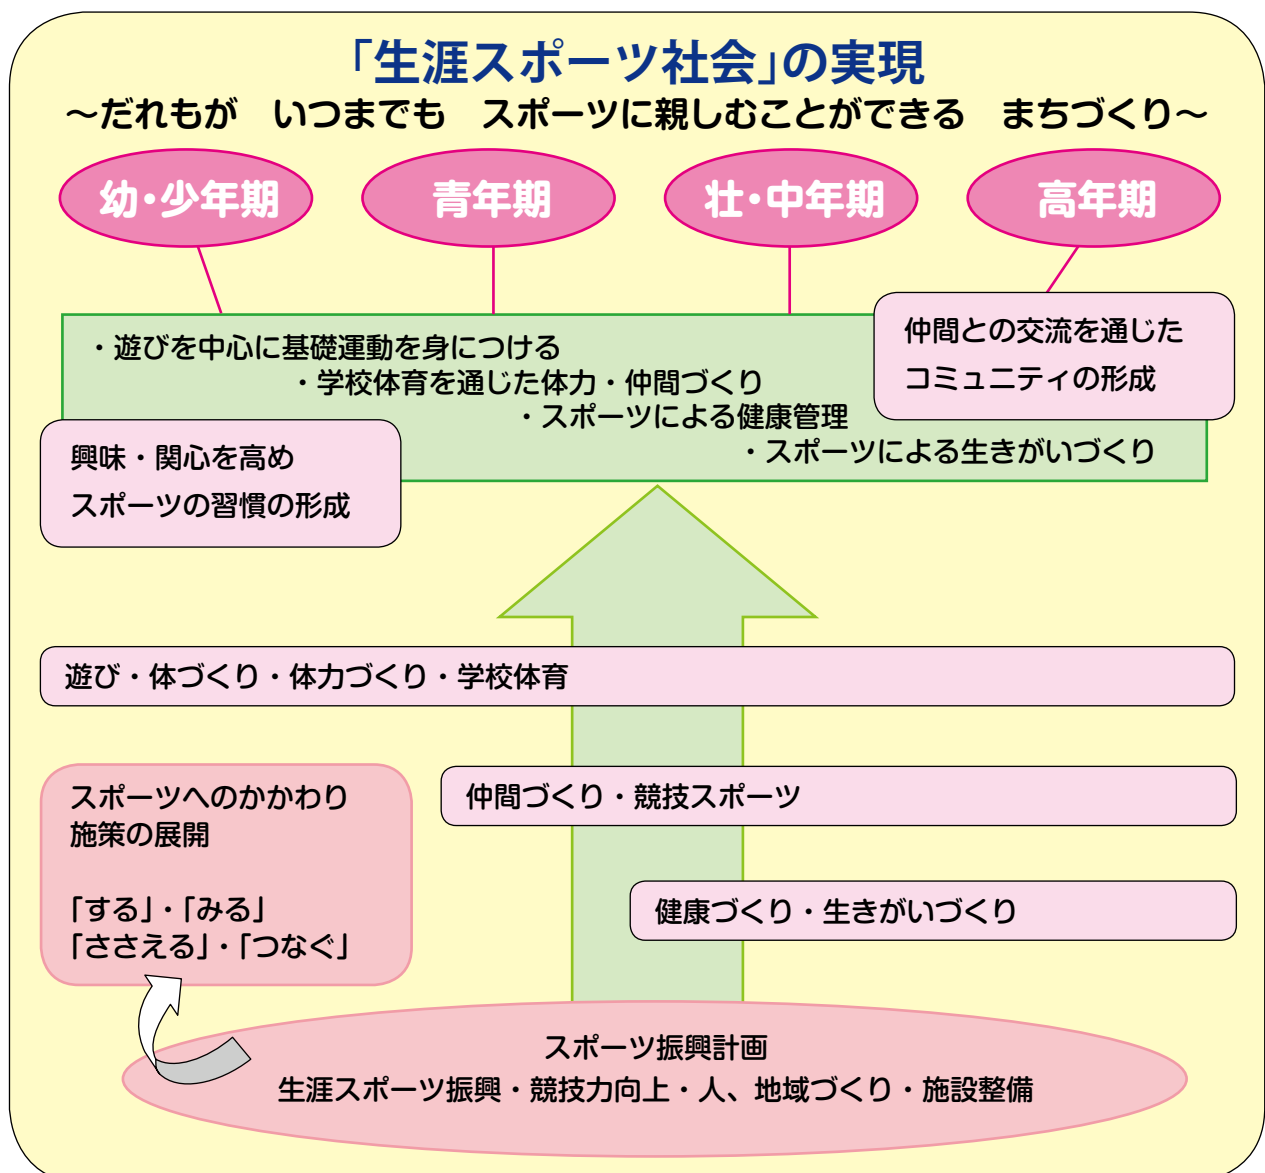 「生涯スポーツ社会」の実現
～だれもが　いつまでも　スポーツに親しむことができる　まちづくり～
幼・少年期
青年期
壮・中年期
高年期
仲間との交流を通じた
コミュニティの形成
・遊びを中心に基礎運動を身につける
・学校体育を通じた体力・仲間づくり
・スポーツによる健康管理
・スポーツによる生きがいづくり
興味・関心を高め
スポーツの習慣の形成
遊び・体づくり・体力づくり・学校体育
仲間づくり・競技スポーツ
健康づくり・生きがいづくり
スポーツへのかかわり
施策の展開
「する」・「みる」
「ささえる」・「つなぐ」
スポーツ振興計画
生涯スポーツ振興・競技力向上・人、地域づくり・施設整備